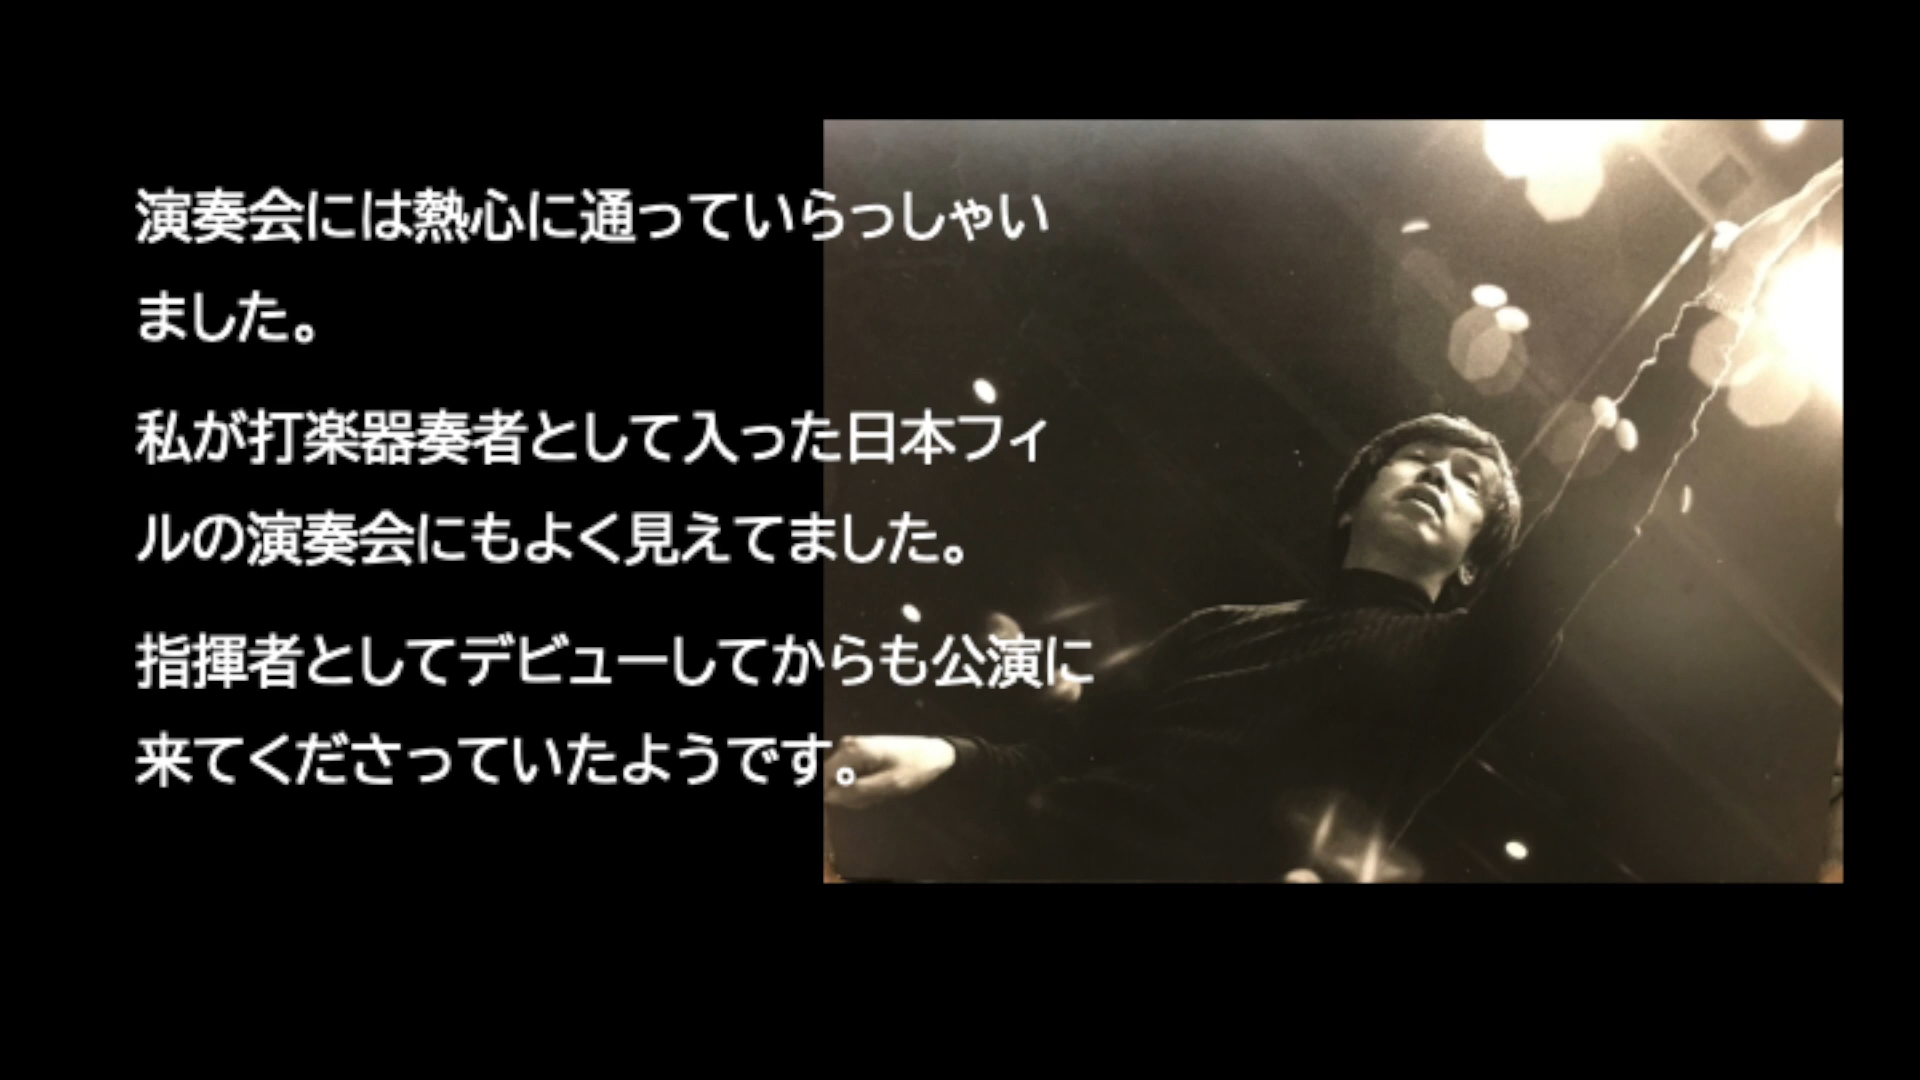 演奏会には熱心に通っていらっしゃい
ました。
私が打楽器奏者として入った日本フィ
ルの演奏会にもよく見えてました。
指揮者としてデビューしてからも公演に
来てくださっていたようです。